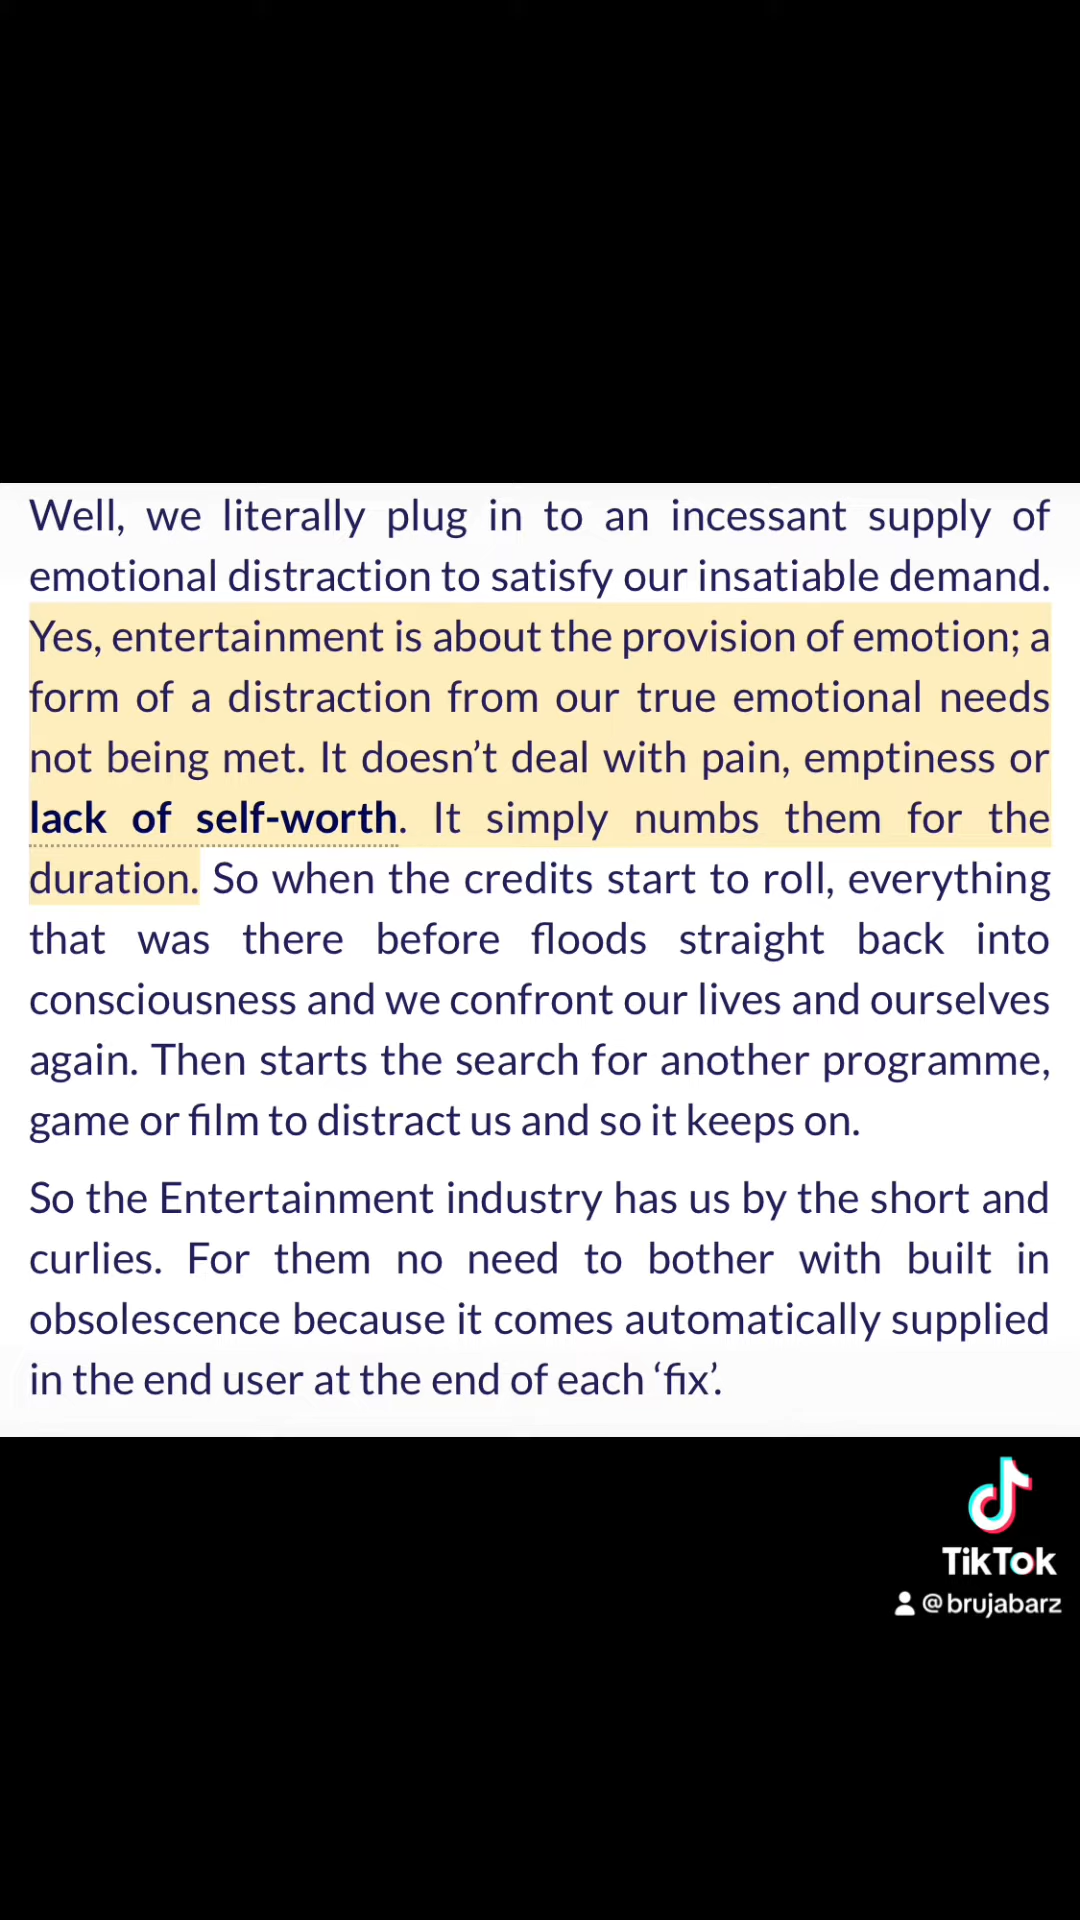 Well, we literally plug in to an incessant supply of
emotional distraction to satisfy our insatiable demand.
Yes, entertainment is about the provision of emotion; a
form of a distraction from our true emotional needs
not being met. It doesn’t deal with pain, emptiness or
lack of self-worth. It simply numbs them for the
duration. So when the credits start to roll, everything
that was there before floods straight back into
consciousness and we confront our lives and ourselves
again. Then starts the search for another programme,
game or film to distract us and so it keeps on.
So the Entertainment industry has us by the short and
curlies. For them no need to bother with built in
obsolescence because it comes automatically supplied
in the end user at the end of each ‘fix’.
TikTok
@brujabarz